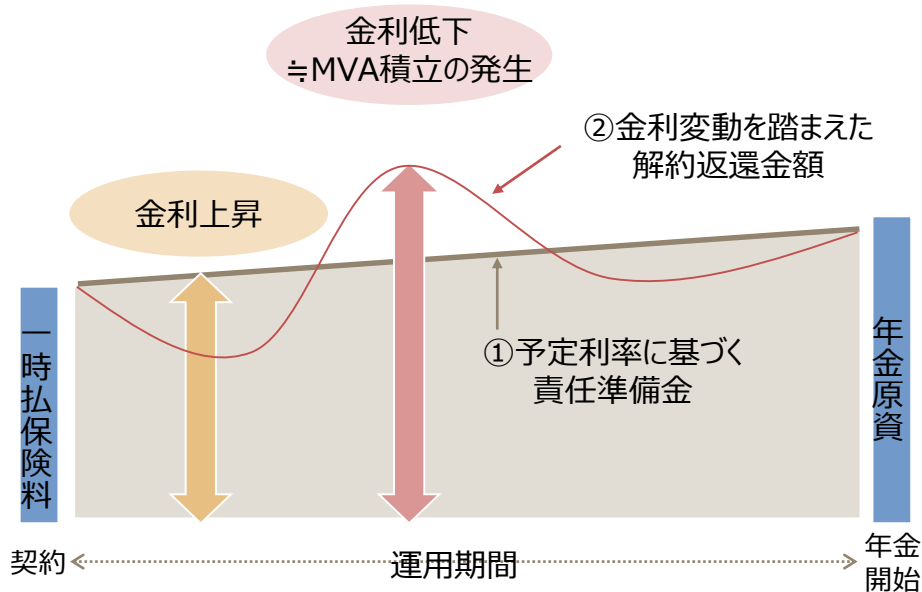 金利低下
≒MVA積立の発生
②金利変動を踏まえた
解約返還金額
金利上昇
①予定利率に基づく
責任準備金
一時払保険料
年金原資
契約
運用期間
年金
開始